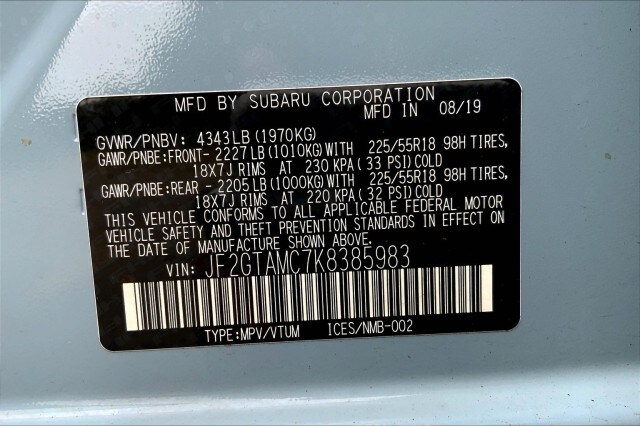 MFD BY SUBARU CORPORATION
MFD IN 08/19
GVWR/PNBV: 4343LB(1970KG)
GAWR/PNBE:FRONT- 2227LB(1010KG)WITH 225/55R18 98H TIRES,
18X7J RIMS AT 230 KPA(33 PSI)COLD
GAWR/PNBE:REAR - 2205LB(1000KG)WITH 225/55R18 98H TIRES,
18X7J RIMS AT 220 KPA(32 PSI)COLD
THIS VEHICLE CONFORMS TO ALL APPLICABLE FEDERAL MOTOR
VEHICLE SAFETY AND THEFT PREVENTION STANDARDS IN EFFECT ON
THE DATE OF MANUFACTURE SHOWN ABOVE.
VIN: JF2GTAMC7K8385983
TYPE:MPV/VTUM ICES/NMB-002